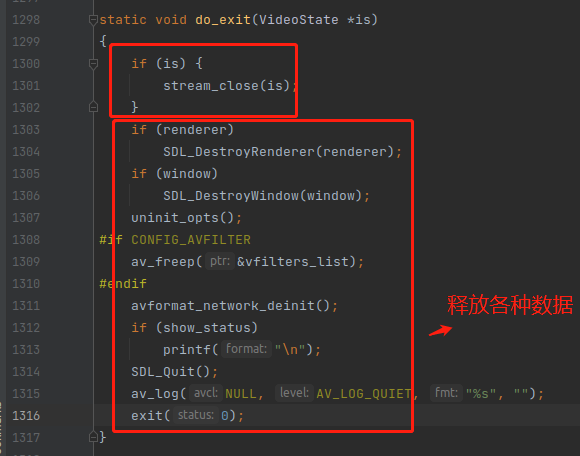 1298 static void do_exit(VideoState *is)
1299 {
1300 if (is) {
1301 stream_close(is);
1302 }
1303 if (renderer)
1304 SDL_DestroyRenderer(renderer);
1305 if (window)
1306 SDL_DestroyWindow(window);
1307 uninit_opts();
1308 #if CONFIG_AVFILTER
1309 av_freep( ptr: &vfilters_list);
1310 #endif
1311 avformat_network_deinit();
释放各种数据
1312 if (show_status)
1313 printf( format: "\n");
1314 SDL_Quit();
1315 av_log( avcl: NULL, level: AV_LOG_QUIET, fmt: "%s", "");
1316 exit( status: 0);
1317 }